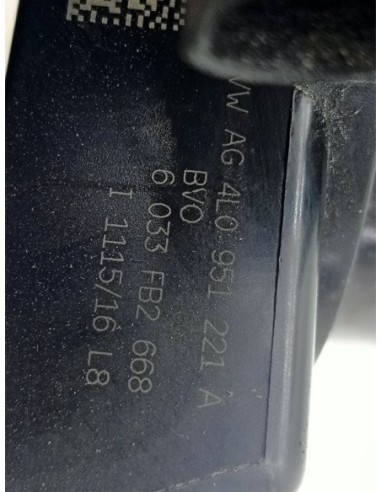 VW AG 4L0 951 221 A
BVO
6 033 FB2 668
I 1115/16 L8